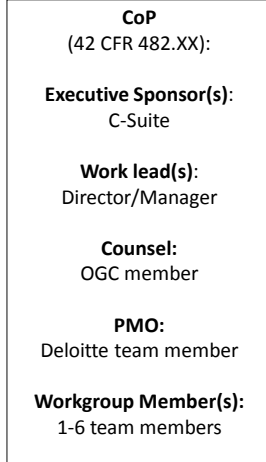 CoP
(42 CFR 482.XX):
Executive Sponsor(s):
C-Suite
Work lead(s):
Director/Manager
Counsel:
OGC member
PMO:
Deloitte team member
Workgroup Member(s):
1-6 team members